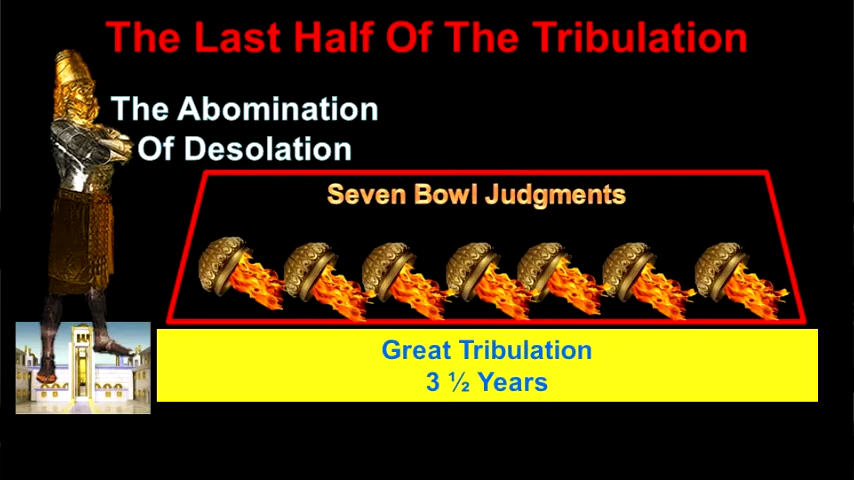 The Last Half Of The Tribulation
The Abomination
Of Desolation
Seven Bowl Judgments
Great Tribulation
3 ½ Years